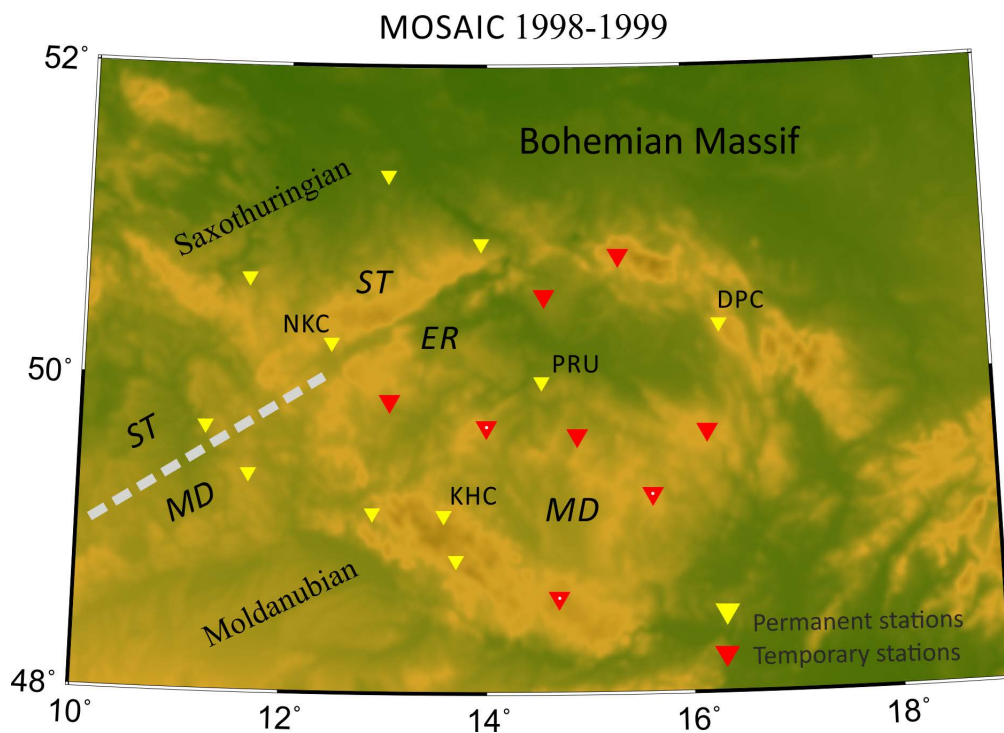 MOSAIC 1998-1999
52°
Bohemian Massif
Saxothuringian
ST
DPC
NKC
ER
PRU
50°
ST
MD
KHC
MD
Moldanubian
Permanent stations
Temporary stations
48°
10°
12°
14°
16°
18°